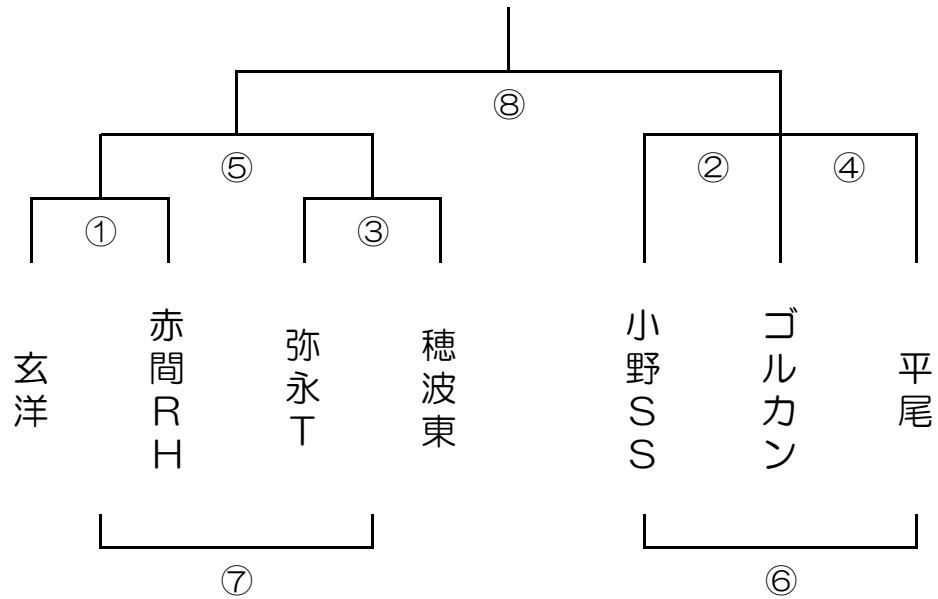 ⑧
⑤
②
④
①
③
玄洋
赤間RH
弥永T
穂波東
小野SS
ゴルカン
平尾
⑦
⑥